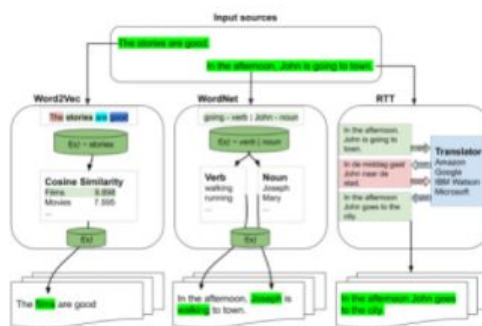 Input sources
The stories are good.
In the afternoon, John is going to town.
Word2Vec
The stories are good
f(x) = stories
Cosine Similarity
Films
Movies 7.595
...
f(x)
The films are good
WordNet
going - verb | John - noun
f(x) = verb | noun
Verb
walking
running
...
Noun
Joseph
Mary
...
f(x)
In the afternoon, Joseph is
walking to town.
RTT
In the afternoon,
John is going to
town.
In de middag gaat
John naar de
stad.
In the afternoon
John goes to the
city.
Translator
Amazon
Google
IBM Watson
Microsoft
In the afternoon John goes
to the city.